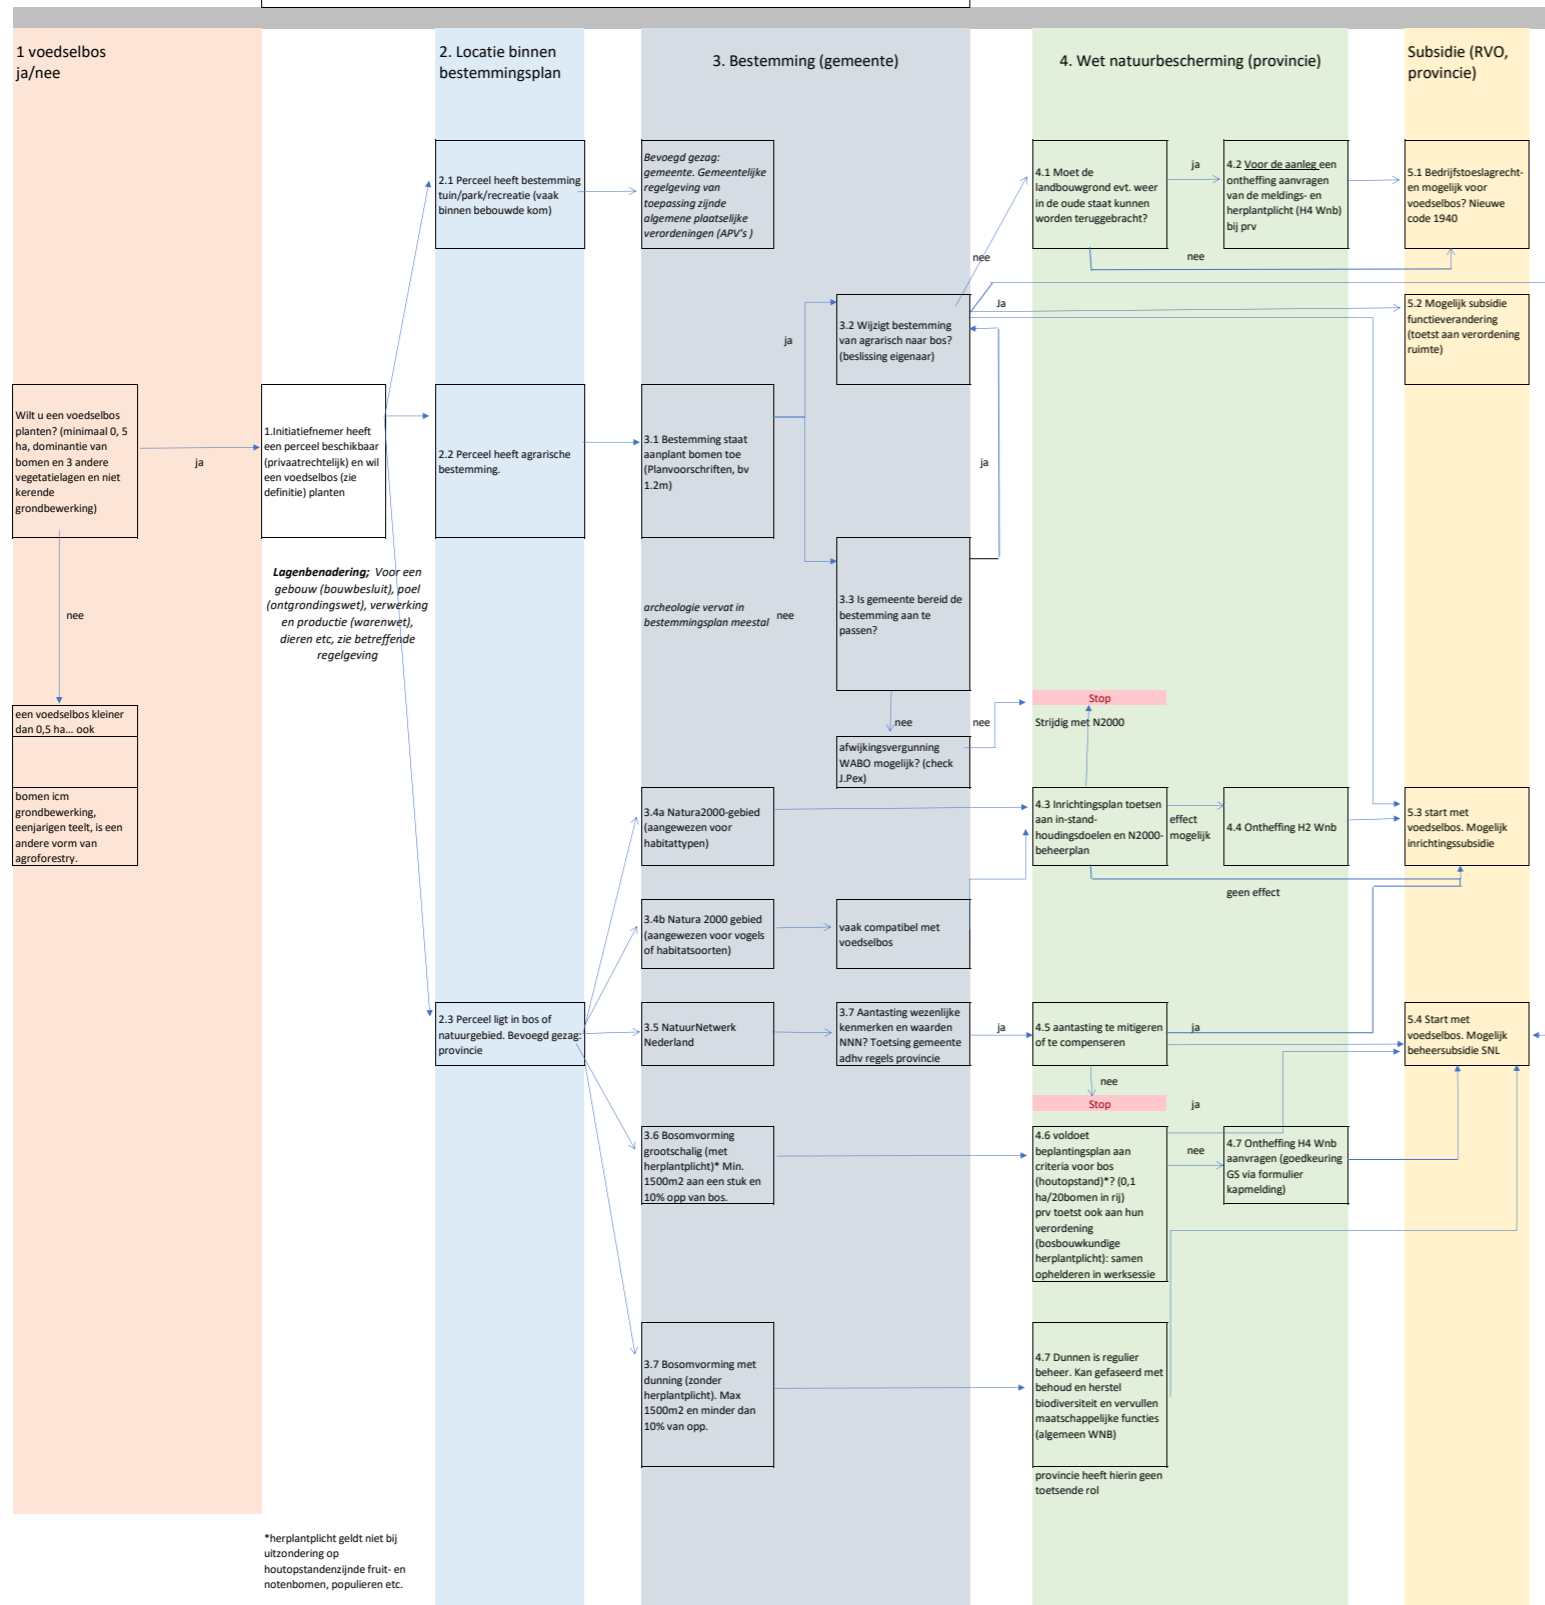 1 voedselbos
ja/nee
2. Locatie binnen
bestemmingsplan
3. Bestemming (gemeente)
4. Wet natuurbescherming (provincie)
Subsidie (RVO,
provincie)
2.1 Perceel heeft bestemming
tuin/park/recreatie (vaak
binnen bebouwde kom)
Bevoegd gezag:
gemeente. Gemeentelijke
regelgeving van
toepassing zijnde
algemene plaatselijke
verordeningen (APV's )
4.1 Moet de
landbouwgrond evt. weer
in de oude staat kunnen
worden teruggebracht?
ja
4.2 Voor de aanleg een
ontheffing aanvragen
van de meldings- en
herplantplicht (H4 Wnb)
bij prv
5.1 Bedrijfstoeslagrecht-
en mogelijk voor
voedselbos? Nieuwe
code 1940
nee
nee
3.2 Wijzigt bestemming
van agrarisch naar bos?
(beslissing eigenaar)
Ja
5.2 Mogelijk subsidie
functieverandering
(toetst aan verordening
ruimte)
ja
Wilt u een voedselbos
planten? (minimaal 0, 5
ha, dominantie van
bomen en 3 andere
vegetatielagen en niet
kerende
grondbewerking)
ja
1.Initiatiefnemer heeft
een perceel beschikbaar
(privaatrechtelijk) en wil
een voedselbos (zie
definitie) planten
2.2 Perceel heeft agrarische
bestemming.
3.1 Bestemming staat
aanplant bomen toe
(Planvoorschriften, bv
1.2m)
ja
Lagenbenadering; Voor een
gebouw (bouwbesluit), poel
(ontgrondingswet), verwerking
en productie (warenwet),
dieren etc, zie betreffende
regelgeving
nee
archeologie vervat in
bestemmingsplan meestal
nee
3.3 Is gemeente bereid de
bestemming aan te
passen?
een voedselbos kleiner
dan 0,5 ha... ook
bomen icm
grondbewerking,
eenjarigen teelt, is een
andere vorm van
agroforestry.
nee
nee
Stop
Strijdig met N2000
afwijkingsvergunning
WABO mogelijk? (check
J.Pex)
3.4a Natura2000-gebied
(aangewezen voor
habitattypen)
4.3 Inrichtingsplan toetsen
aan in-stand-
houdingsdoelen en N2000-
beheerplan
effect
mogelijk
4.4 Ontheffing H2 Wnb
5.3 start met
voedselbos. Mogelijk
inrichtingssubsidie
geen effect
3.4b Natura 2000 gebied
(aangewezen voor vogels
of habitatsoorten)
vaak compatibel met
voedselbos
2.3 Perceel ligt in bos of
natuurgebied. Bevoegd gezag:
provincie
3.5 NatuurNetwerk
Nederland
3.7 Aantasting wezenlijke
kenmerken en waarden
NNN? Toetsing gemeente
adhv regels provincie
ja
4.5 aantasting te mitigeren
of te compenseren
ja
5.4 Start met
voedselbos. Mogelijk
beheersubsidie SNL
nee
Stop
ja
3.6 Bosomvorming
grootschalig (met
herplantplicht)* Min.
1500m2 aan een stuk en
10% opp van bos.
4.6 voldoet
beplantingsplan aan
criteria voor bos
(houtopstand)*? (0,1
ha/20bomen in rij)
prv toetst ook aan hun
verordening
(bosbouwkundige
herplantplicht): samen
ophelderen in werksessie
nee
4.7 Ontheffing H4 Wnb
aanvragen (goedkeuring
GS via formulier
kapmelding)
3.7 Bosomvorming met
dunning (zonder
herplantplicht). Max
1500m2 en minder dan
10% van opp.
4.7 Dunnen is regulier
beheer. Kan gefaseerd met
behoud en herstel
biodiversiteit en vervullen
maatschappelijke functies
(algemeen WNB)
provincie heeft hierin geen
toetsende rol
*herplantplicht geldt niet bij
uitzondering op
houtopstandenzijnde fruit- en
notenbomen, populieren etc.